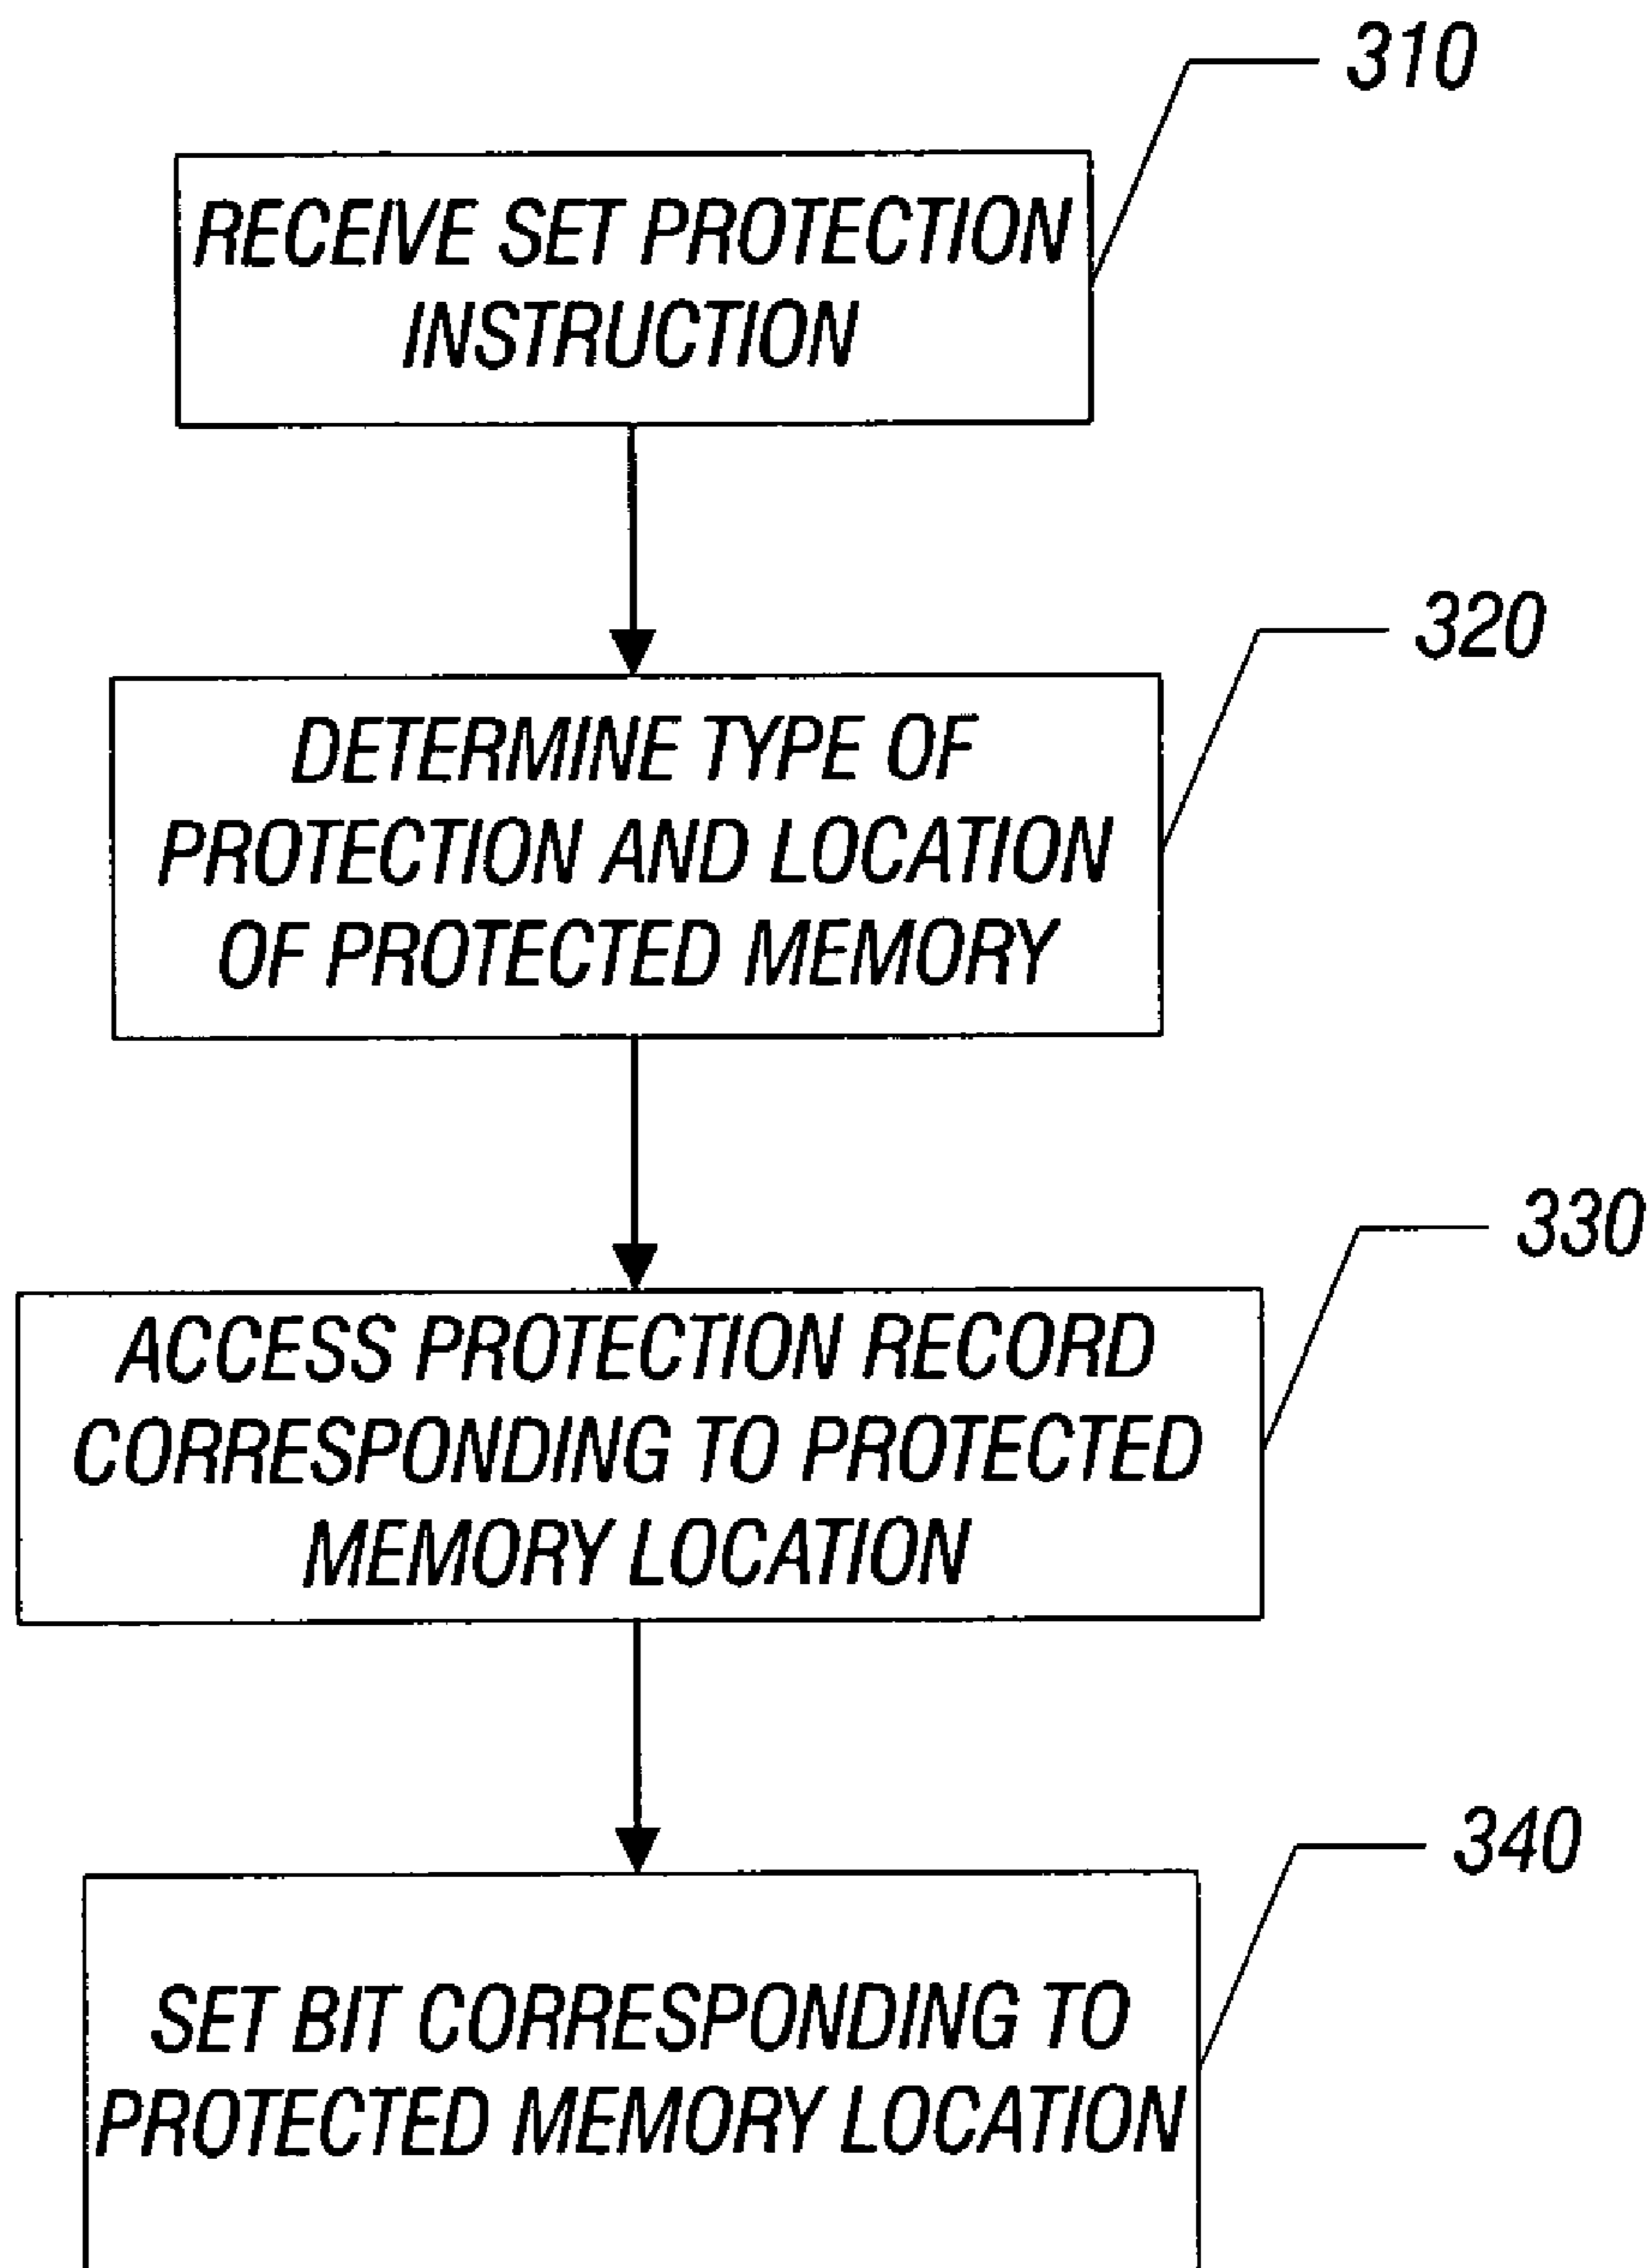 310
RECEIVE SET PROTECTION
INSTRUCTION
320
DETERMINE TYPE OF
PROTECTION AND LOCATION
OF PROTECTED MEMORY
330
ACCESS PROTECTION RECORD
CORRESPONDING TO PROTECTED
MEMORY LOCATION
340
SET BIT CORRESPONDING TO
PROTECTED MEMORY LOCATION